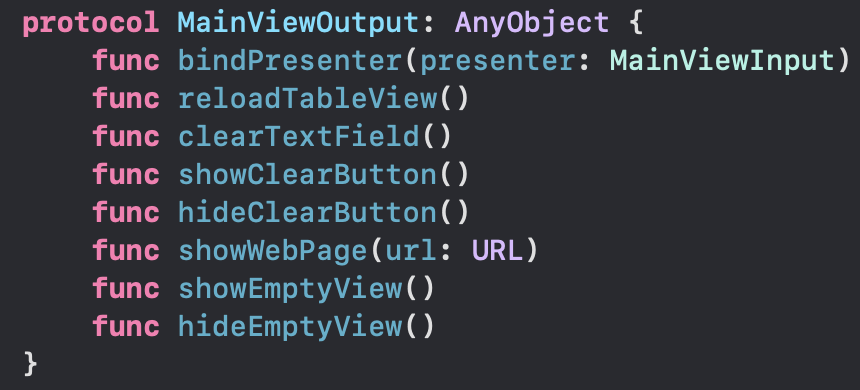 protocol MainViewOutput: AnyObject {
    func bindPresenter(presenter: MainViewInput)
    func reloadTableView()
    func clearTextField()
    func showClearButton()
    func hideClearButton()
    func showWebPage(url: URL)
    func showEmptyView()
    func hideEmptyView()
}